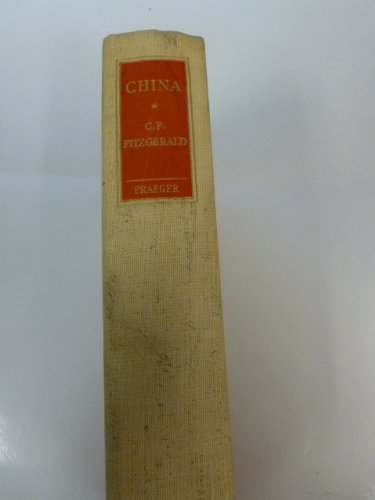 CHINA
*
C.P.
FITZGERALD
PRAEGER